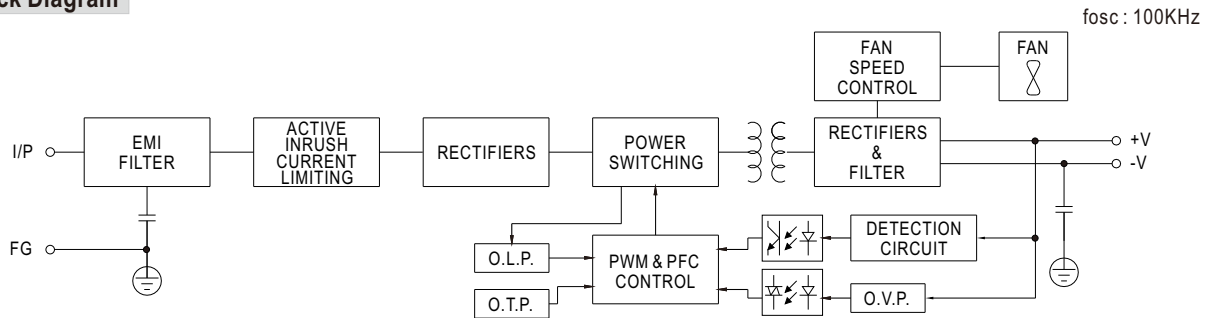 ck Diagram
fosc : 100KHz
FAN
SPEED
CONTROL
FAN
I/P
EMI
FILTER
ACTIVE
INRUSH
CURRENT
LIMITING
RECTIFIERS
POWER
SWITCHING
RECTIFIERS
&
FILTER
+V
-V
FG
O.L.P.
PWM & PFC
CONTROL
DETECTION
CIRCUIT
O.T.P.
O.V.P.